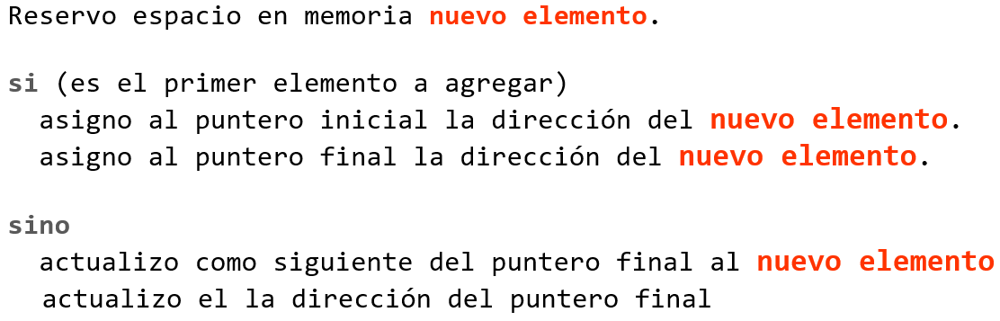 Reservo espacio en memoria nuevo elemento.
si (es el primer elemento a agregar)
asigno al puntero inicial la dirección del nuevo elemento.
asigno al puntero final la dirección del nuevo elemento.
sino
actualizo como siguiente del puntero final al nuevo elemento
actualizo el la dirección del puntero final